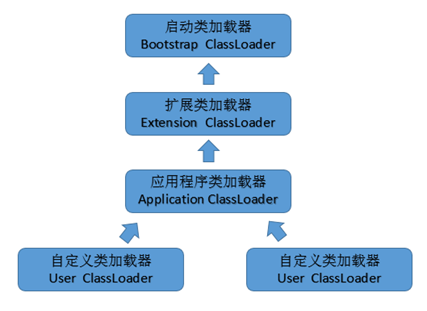 启动类加载器
Bootstrap ClassLoader
扩展类加载器
Extension ClassLoader
应用程序类加载器
Application ClassLoader
自定义类加载器
User ClassLoader
自定义类加载器
User ClassLoader